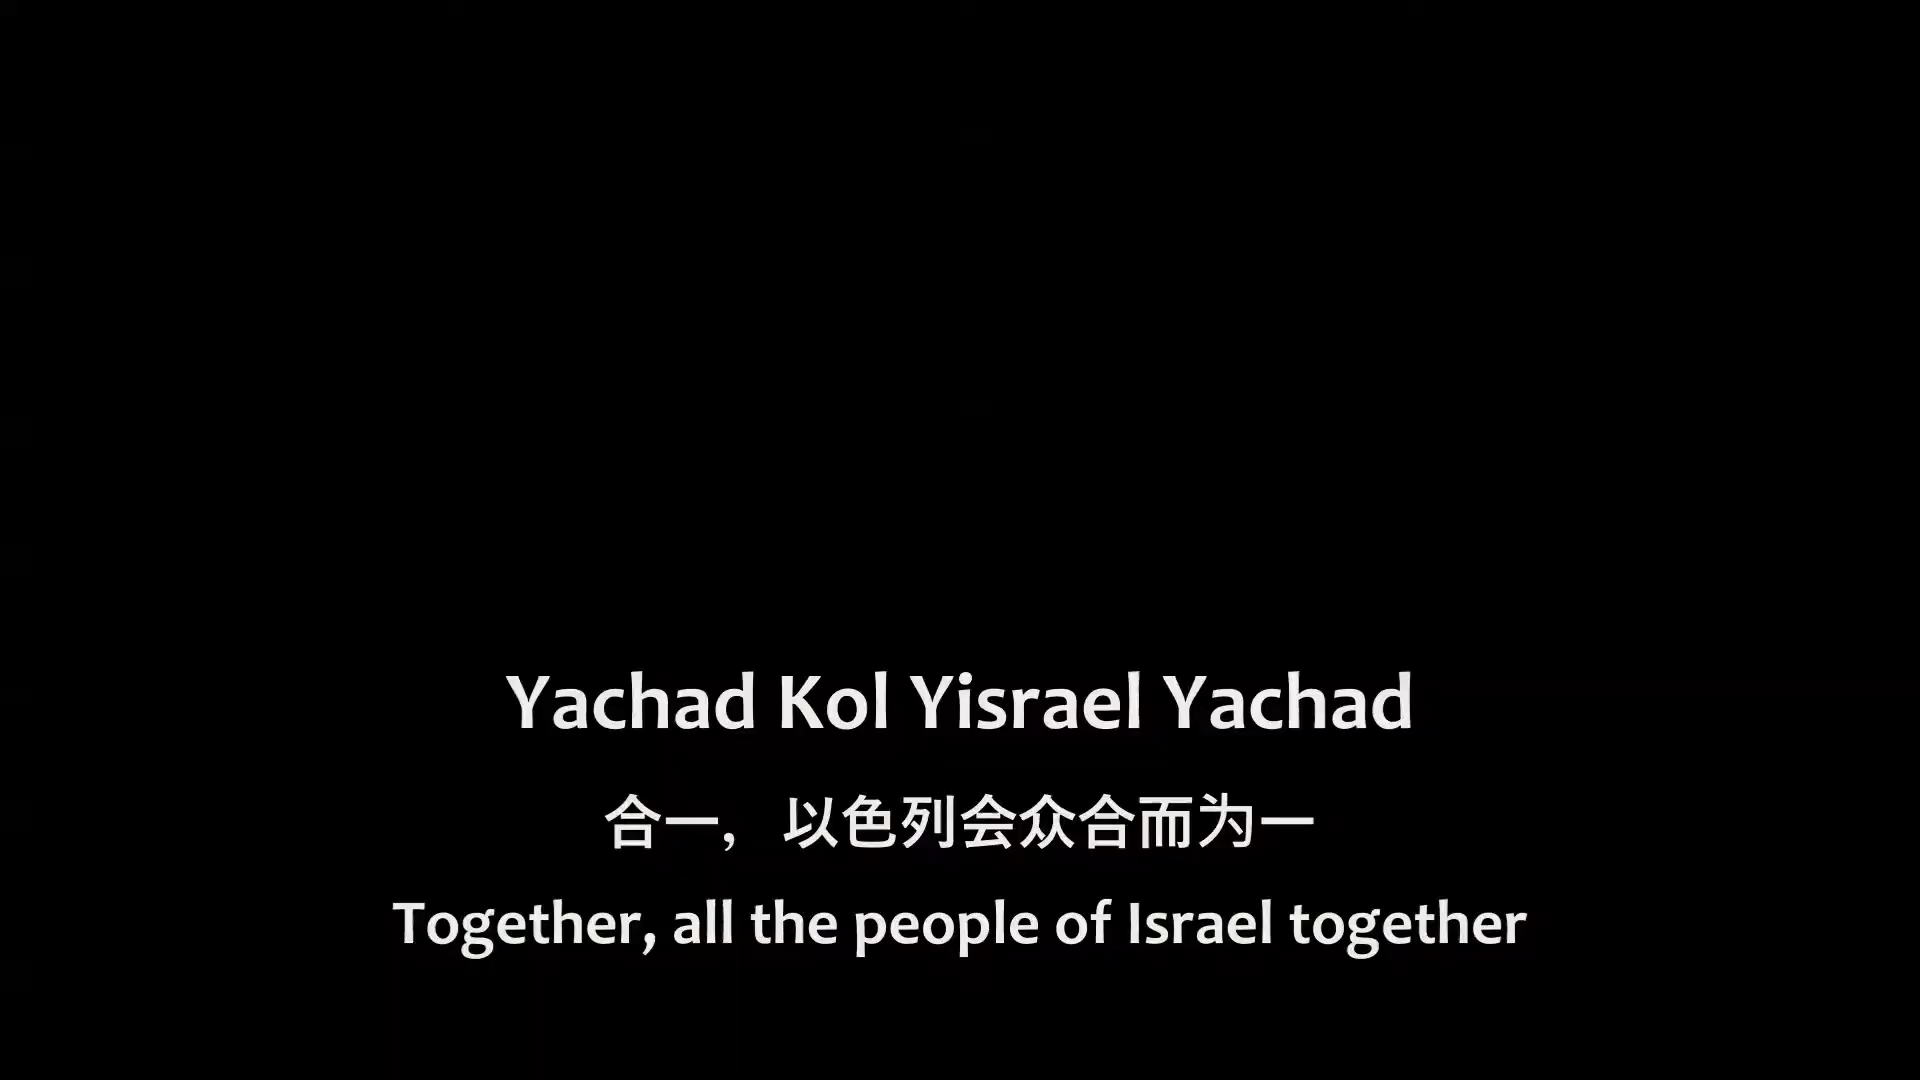 Yachad Kol Yisrael Yachad
合一，以色列会众合而为一
Together, all the people of Israel together